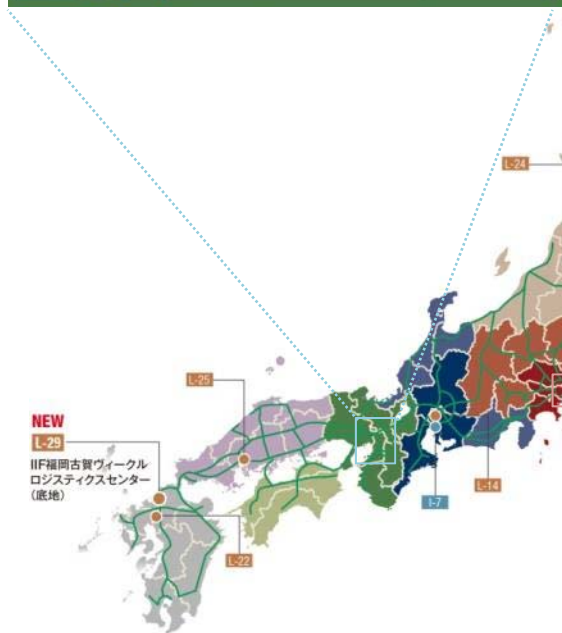 L-24
L-25
NEW
L-29
IIF福岡古賀ヴィークル
ロジスティクスセンター
(底地)
L-14
I-7
L-22